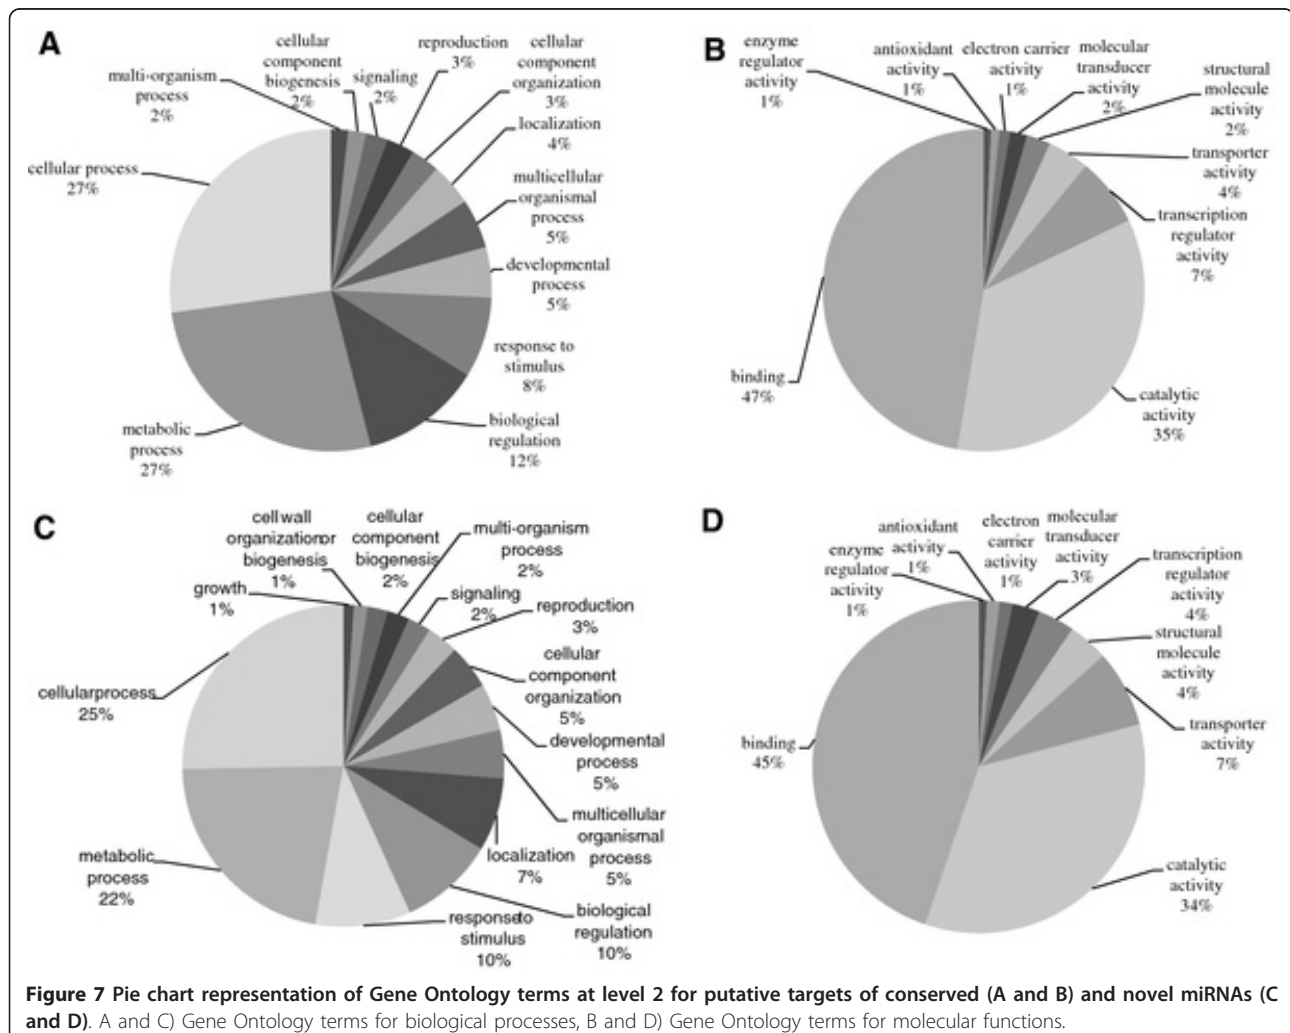 A
multi-organism
process
2%
cellular
component
biogenesis
2%
signaling
2%
reproduction
3%
cellular
component
organization
3%
localization
4%
multicellular
organismal
process
5%
developmental
process
5%
response to
stimulus
8%
biological
regulation
12%
metabolic
process
27%
cellular process
27%
B
enzyme
regulator
activity
1%
antioxidant
activity
1%
electron carrier
activity
1%
molecular
transducer
activity
2%
structural
molecule
activity
2%
transporter
activity
4%
transcription
regulator
activity
7%
catalytic
activity
35%
binding
47%
C
growth
1%
cell wall
organizationor
biogenesis
1%
cellular
component
biogenesis
2%
multi-organism
process
2%
signaling
2%
reproduction
3%
cellular
component
organization
5%
developmental
process
5%
multicellular
organismal
process
5%
localization
7%
biological
regulation
10%
responseto
stimulus
10%
metabolic
process
22%
cellularprocess
25%
D
enzyme
regulator
activity
1%
antioxidant
activity
1%
electron
carrier
activity
1%
molecular
transducer
activity
3%
transcription
regulator
activity
4%
structural
molecule
activity
4%
transporter
activity
7%
catalytic
activity
34%
binding
45%
Figure 7 Pie chart representation of Gene Ontology terms at level 2 for putative targets of conserved (A and B) and novel miRNAs (C
and D). A and C) Gene Ontology terms for biological processes, B and D) Gene Ontology terms for molecular functions.